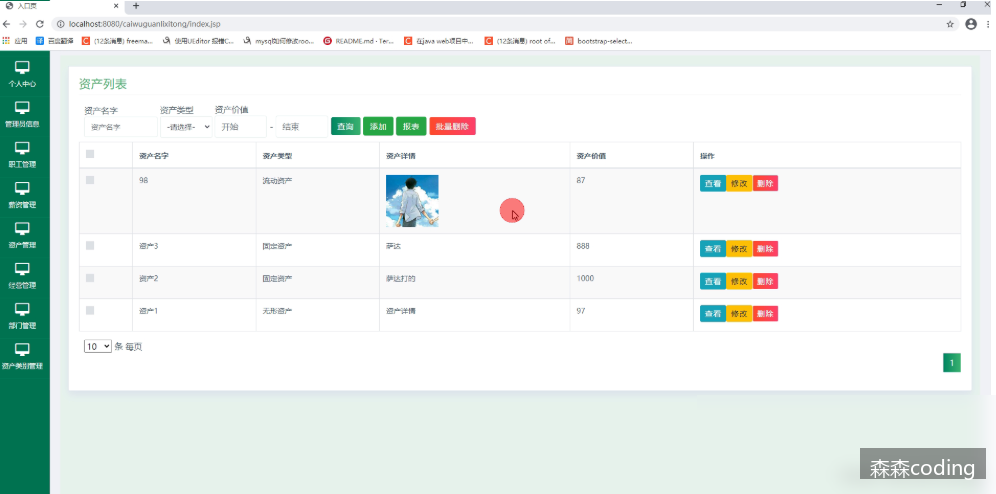 入口页
localhost:8080/caiwuguanlixitong/index.jsp
应用 百度翻译 (12条消息) freema... 使用UEditor 报错C... mysql如何修改roo... README.md · Ter... 在java web项目中... (12条消息) root of... bootstrap-select...
个人中心
管理员信息
职工管理
薪资管理
资产管理
经营管理
部门管理
资产类别管理
资产列表
资产名字 资产类型 资产价值
资产名字 -请选择- 开始 - 结束 查询 添加 报表 批量删除
资产名字 资产类型 资产详情 资产价值 操作
98 流动资产 87 查看 修改 删除
资产3 固定资产 萨达 888 查看 修改 删除
资产2 固定资产 萨达打的 1000 查看 修改 删除
资产1 无形资产 资产详情 97 查看 修改 删除
10 条 每页
1
森森coding